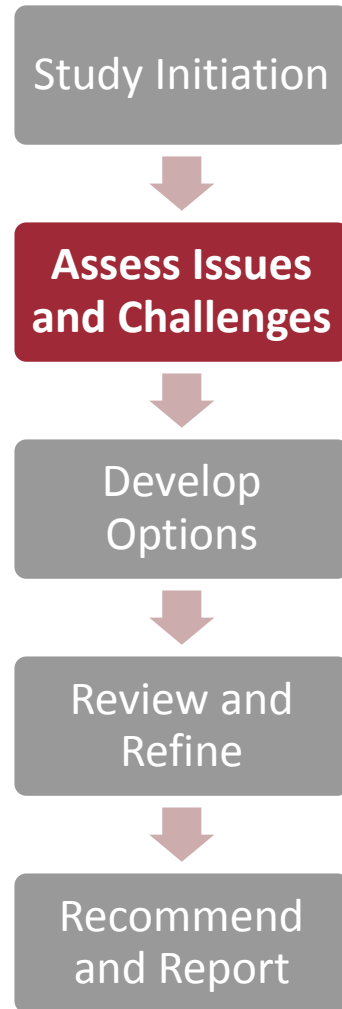 Study Initiation
Assess Issues
and Challenges
Develop
Options
Review and
Refine
Recommend
and Report